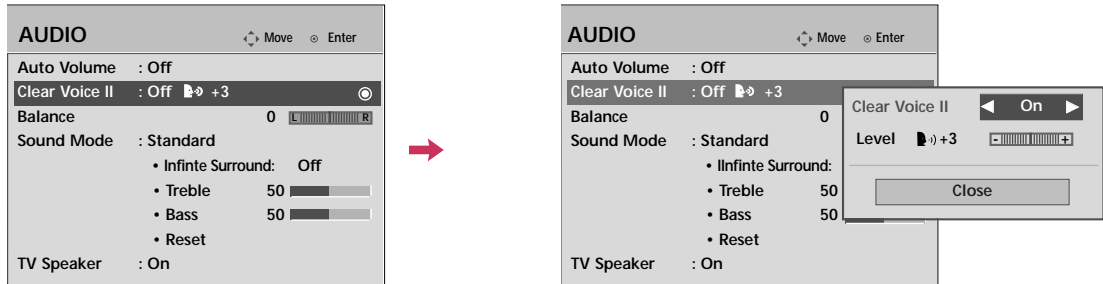 AUDIO Move Enter
Auto Volume : Off
Clear Voice II : Off +3
Balance 0 L R
Sound Mode : Standard
• Infinte Surround: Off
• Treble 50
• Bass 50
• Reset
TV Speaker : On
AUDIO Move Enter
Auto Volume : Off
Clear Voice II : Off +3
Balance 0
Sound Mode : Standard
• IInfinte Surround:
• Treble 50
• Bass 50
• Reset
TV Speaker : On
Clear Voice II ◀ On ▶
Level +3 - +
Close